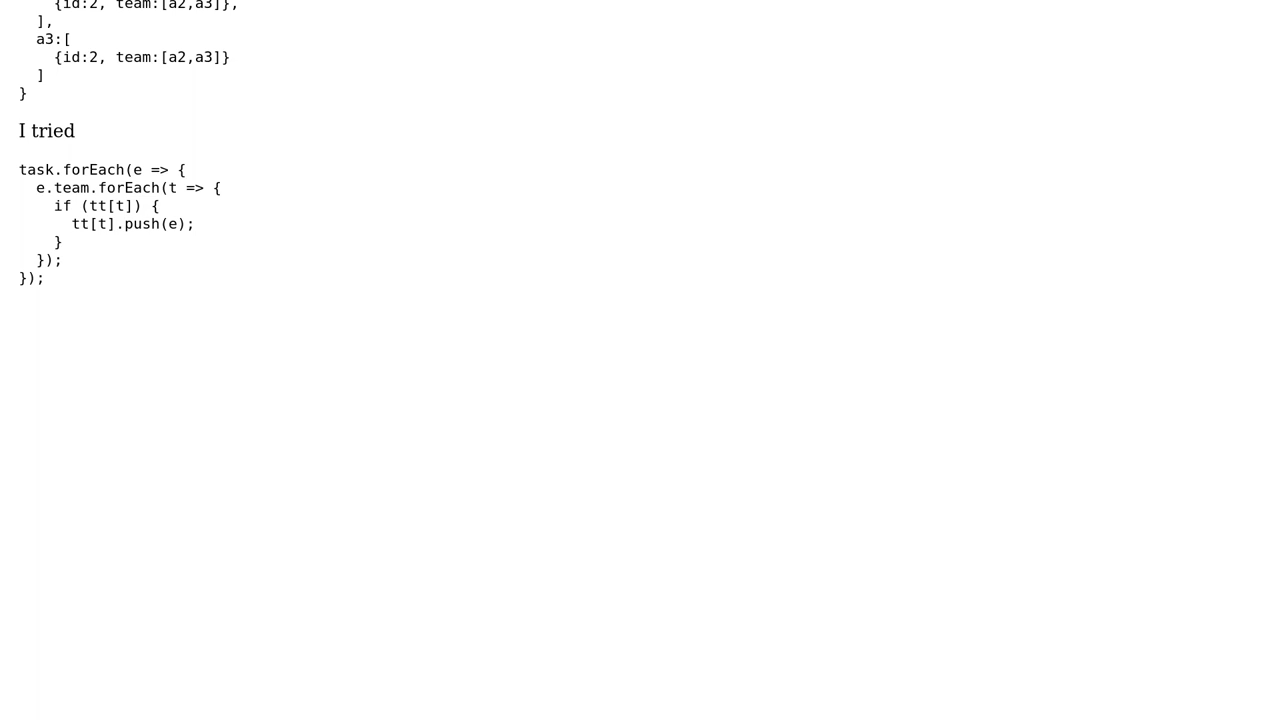 {id:2, team:[a2,a3]},
],
a3:[
{id:2, team:[a2,a3]}
]
}
I tried
task.forEach(e => {
e.team.forEach(t => {
if (tt[t]) {
tt[t].push(e);
}
});
});